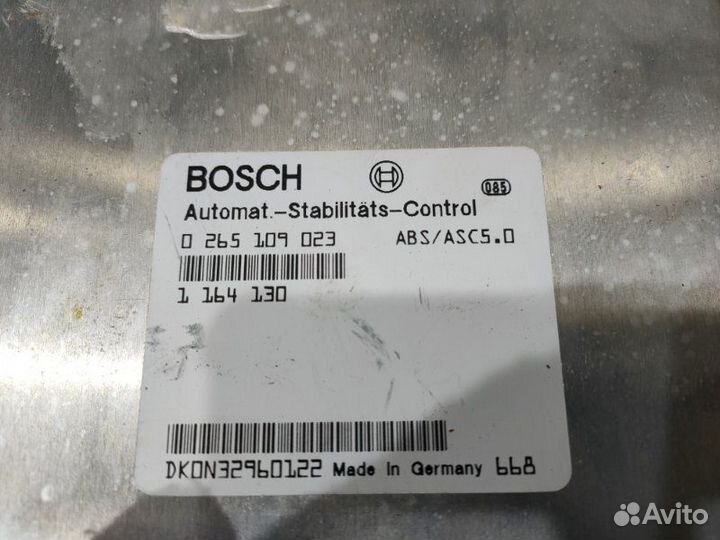 BOSCH
085
Automat.-Stabilitäts-Control
0 265 109 023 ABS/ASC5.0
1 164 130
DKON32960122 Made In Germany 668
Avito